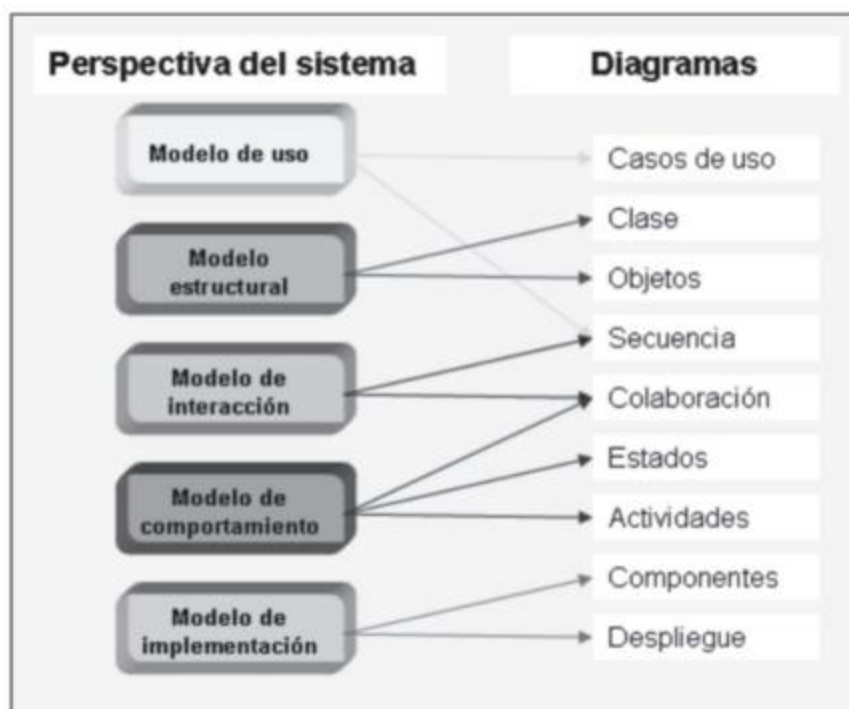 Perspectiva del sistema
Diagramas
Modelo de uso
Modelo
estructural
Modelo de
interacción
Modelo de
comportamiento
Modelo de
implementación
Casos de uso
Clase
Objetos
Secuencia
Colaboración
Estados
Actividades
Componentes
Despliegue